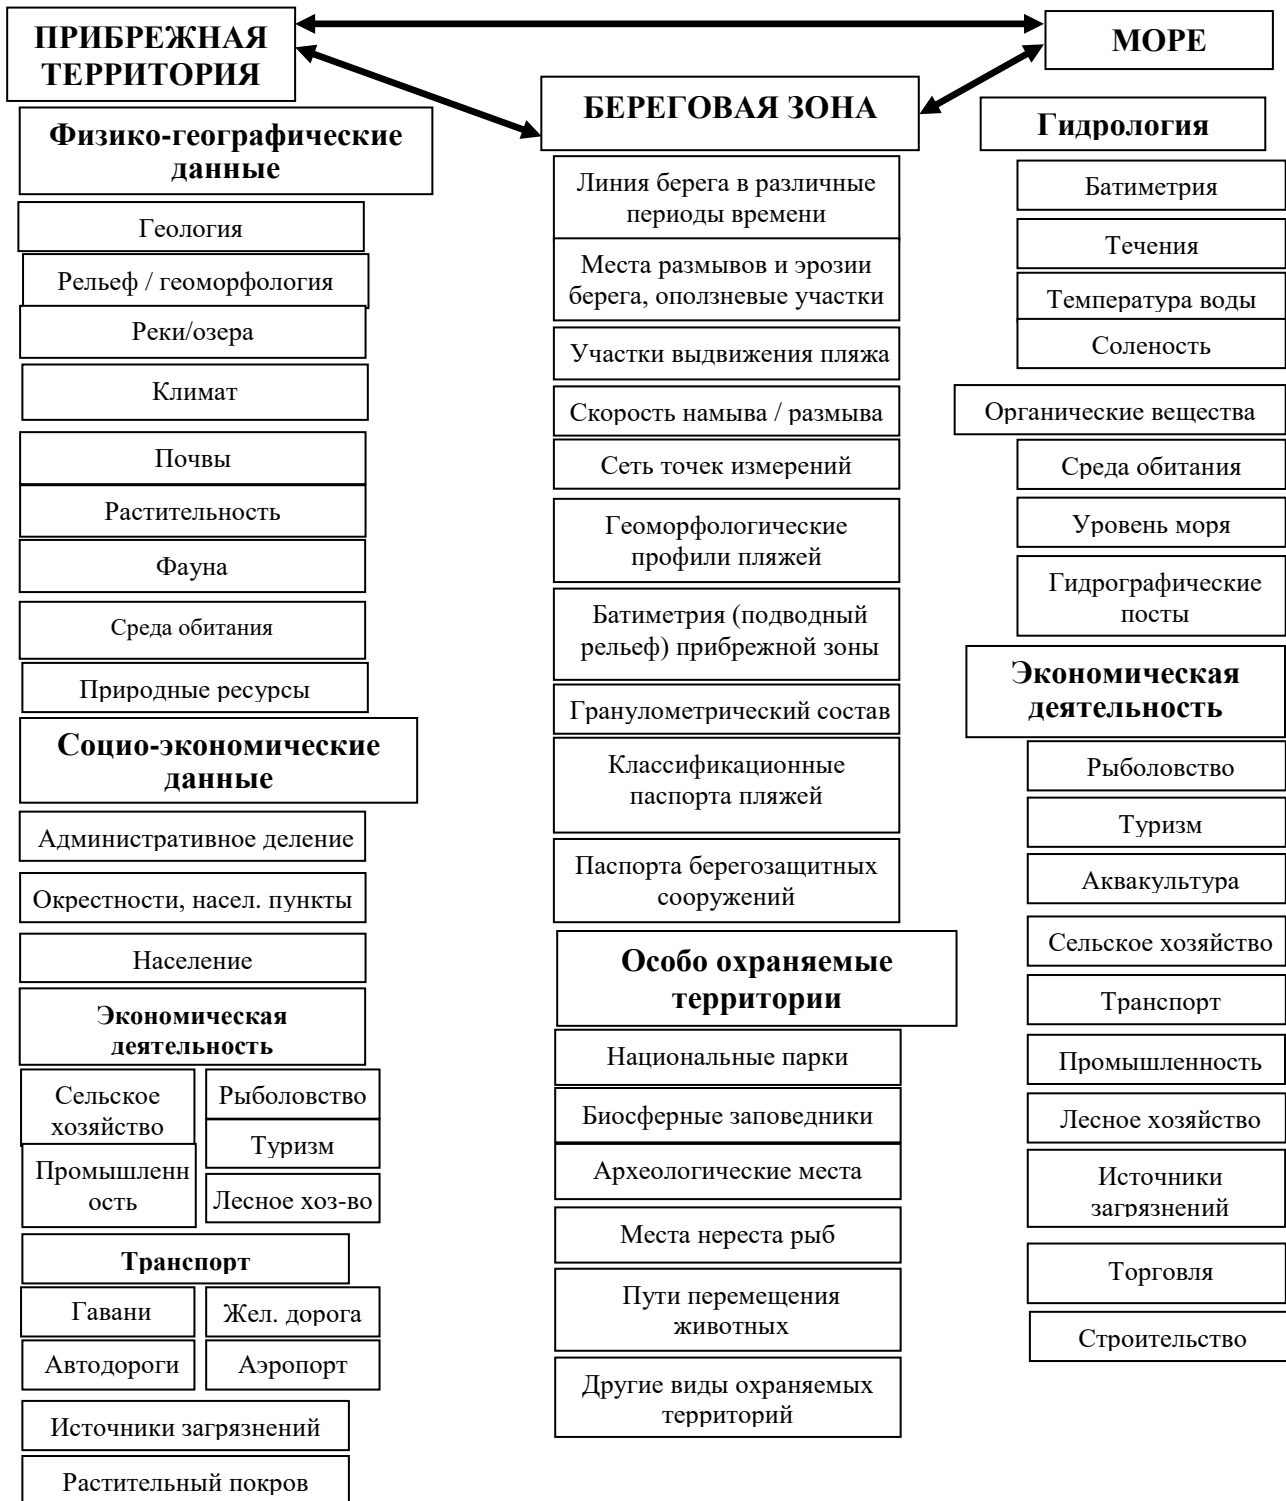 ПРИБРЕЖНАЯ
ТЕРРИТОРИЯ
Физико-географические
данные
Геология
Рельеф / геоморфология
Реки/озера
Климат
Почвы
Растительность
Фауна
Среда обитания
Природные ресурсы
Социо-экономические
данные
Административное деление
Окрестности, насел. пункты
Население
Экономическая
деятельность
Сельское
хозяйство
Промышленн
ость
Рыболовство
Туризм
Лесное хоз-во
Транспорт
Гавани
Жел. дорога
Автодороги
Аэропорт
Источники загрязнений
Растительный покров
БЕРЕГОВАЯ ЗОНА
Линия берега в различные
периоды времени
Места размывов и эрозии
берега, оползневые участки
Участки выдвижения пляжа
Скорость намыва / размыва
Сеть точек измерений
Геоморфологические
профили пляжей
Батиметрия (подводный
рельеф) прибрежной зоны
Гранулометрический состав
Классификационные
паспорта пляжей
Паспорта берегозащитных
сооружений
Особо охраняемые
территории
Национальные парки
Биосферные заповедники
Археологические места
Места нереста рыб
Пути перемещения
животных
Другие виды охраняемых
территорий
МОРЕ
Гидрология
Батиметрия
Течения
Температура воды
Соленость
Органические вещества
Среда обитания
Уровень моря
Гидрографические
посты
Экономическая
деятельность
Рыболовство
Туризм
Аквакультура
Сельское хозяйство
Транспорт
Промышленность
Лесное хозяйство
Источники
загрязнений
Торговля
Строительство